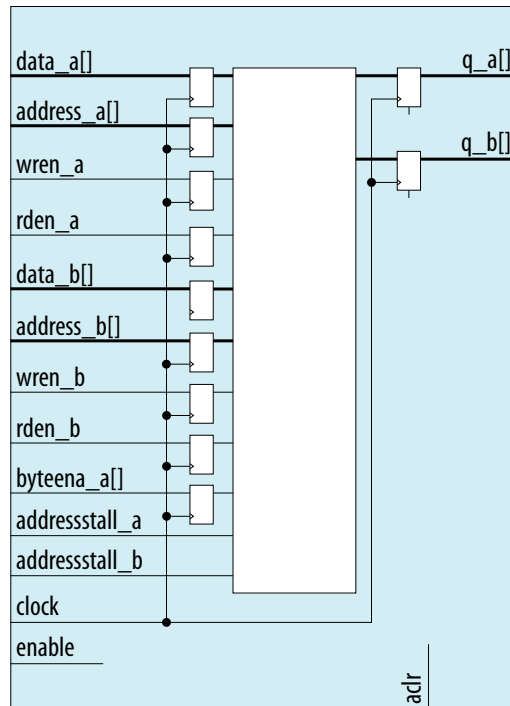 data_a[]
q_a[]
address_a[]
q_b[]
wren_a
rden_a
data_b[]
address_b[]
wren_b
rden_b
byteena_a[]
addressstall_a
addressstall_b
clock
enable
aclr